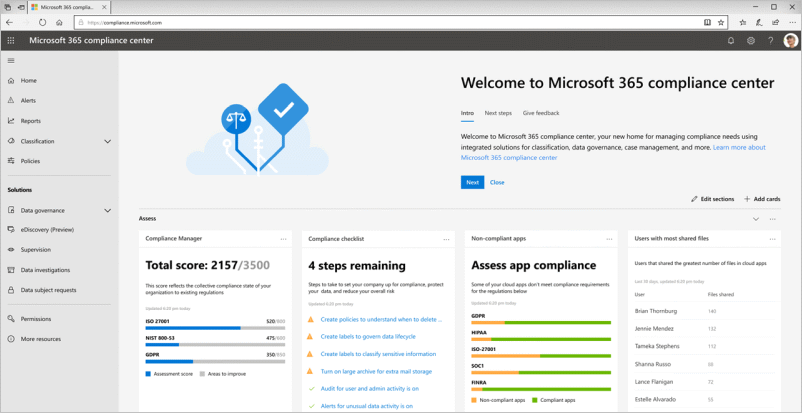 Microsoft 365 complia...
https://compliance.microsoft.com
Microsoft 365 compliance center
Home
Alerts
Reports
Classification
Policies
Solutions
Data governance
eDiscovery (Preview)
Supervision
Data investigations
Data subject requests
Permissions
More resources
Welcome to Microsoft 365 compliance center
Intro
Next steps
Give feedback
Welcome to Microsoft 365 compliance center, your new home for managing compliance needs using
integrated solutions for classification, data governance, case management, and more. Learn more about
Microsoft 365 compliance center
Next
Close
Edit sections
Add cards
Assess
Compliance Manager
Total score: 2157/3500
This score reflects the collective compliance state of your
organization to existing regulations
Updated 6:20 pm today
ISO 27001 520/800
NIST 800-53 475/600
GDPR 350/850
Assessment score
Areas to improve
Compliance checklist
4 steps remaining
Steps to take to set your company up for compliance, protect
your data, and reduce your overall risk
Updated 6:20 pm today
Create policies to understand when to delete ...
Create labels to govern data lifecycle
Create labels to classify sensitive information
Turn on large archive for extra mail storage
Audit for user and admin activity is on
Alerts for unusual data activity is on
Non-compliant apps
Assess app compliance
Some of your cloud apps don't meet compliance requirements
for the regulations below
Updated 6:20 pm today
GDPR
HIPAA
ISO-27001
SOC1
FINRA
Non-compliant apps
Compliant apps
Users with most shared files
Users that shared the greatest number of files in cloud apps
Last 30 days, updated 6:20 pm today
User Files shared
Brian Thornburg 140
Jennie Mendez 132
Tameka Stephens 112
Shanna Russo
Lance Flanigan 72
Estelle Alvarado 55